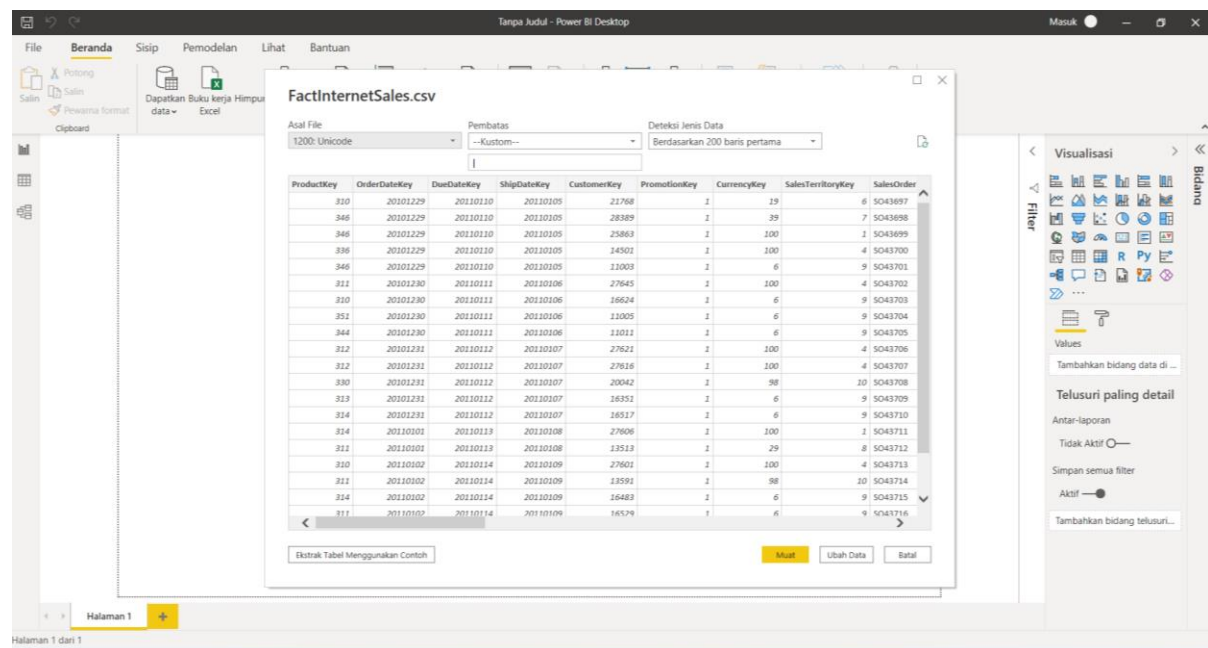 Tanpa Judul - Power BI Desktop
Masuk
File Beranda Sisip Pemodelan Lihat Bantuan
Salin
Potong
Salin
Pewarna format
Clipboard
Dapatkan data
Buku kerja Excel
Himpun
FactInternetSales.csv
Asal File Pembatas Deteksi Jenis Data
1200: Unicode --Kustom-- Berdasarkan 200 baris pertama
|
ProductKey OrderDateKey DueDateKey ShipDateKey CustomerKey PromotionKey CurrencyKey SalesTerritoryKey SalesOrder
310 20101229 20110110 20110105 21768 1 19 6 SO43697
346 20101229 20110110 20110105 28389 1 39 7 SO43698
346 20101229 20110110 20110105 25863 1 100 1 SO43699
336 20101229 20110110 20110105 14501 1 100 4 SO43700
346 20101229 20110110 20110105 11003 1 6 9 SO43701
311 20101230 20110111 20110106 27645 1 100 4 SO43702
310 20101230 20110111 20110106 16624 1 6 9 SO43703
351 20101230 20110111 20110106 11005 1 6 9 SO43704
344 20101230 20110111 20110106 11011 1 6 9 SO43705
312 20101231 20110112 20110107 27621 1 100 4 SO43706
312 20101231 20110112 20110107 27616 1 100 4 SO43707
330 20101231 20110112 20110107 20042 1 98 10 SO43708
313 20101231 20110112 20110107 16351 1 6 9 SO43709
314 20101231 20110112 20110107 16517 1 6 9 SO43710
314 20110101 20110113 20110108 27606 1 100 1 SO43711
311 20110101 20110113 20110108 13513 1 29 8 SO43712
310 20110102 20110114 20110109 27601 1 100 4 SO43713
311 20110102 20110114 20110109 13591 1 98 10 SO43714
314 20110102 20110114 20110109 16483 1 6 9 SO43715
311 20110102 20110114 20110109 16529 1 6 9 SO43716
Ekstrak Tabel Menggunakan Contoh
Muat Ubah Data Batal
Filter
Visualisasi
Bidang
R Py
Values
Tambahkan bidang data di ...
Telusuri paling detail
Antar-laporan
Tidak Aktif
Simpan semua filter
Aktif
Tambahkan bidang telusuri...
Halaman 1
Halaman 1 dari 1